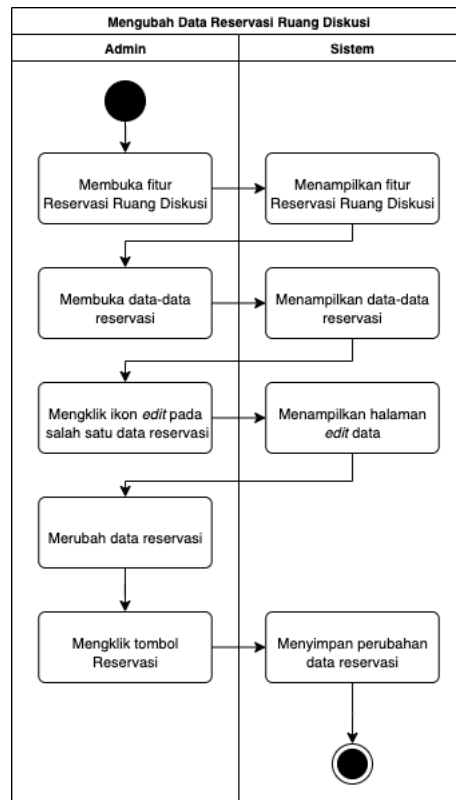 Mengubah Data Reservasi Ruang Diskusi
Admin
Sistem
Membuka fitur
Reservasi Ruang Diskusi
Menampilkan fitur
Reservasi Ruang Diskusi
Membuka data-data
reservasi
Menampilkan data-data
reservasi
Mengklik ikon edit pada
salah satu data reservasi
Menampilkan halaman
edit data
Merubah data reservasi
Mengklik tombol
Reservasi
Menyimpan perubahan
data reservasi